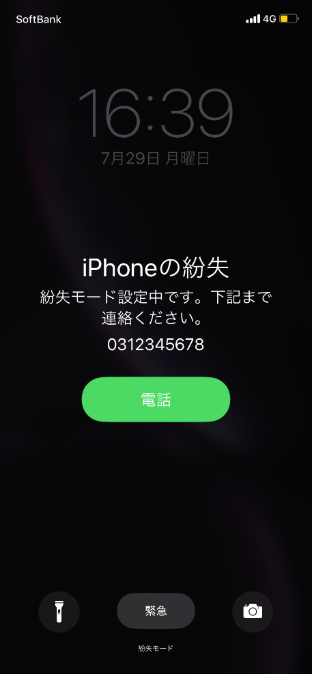 SoftBank
4G
16:39
7月29日 月曜日
iPhoneの紛失
紛失モード設定中です。下記まで
連絡ください。
0312345678
電話
緊急
紛失モード